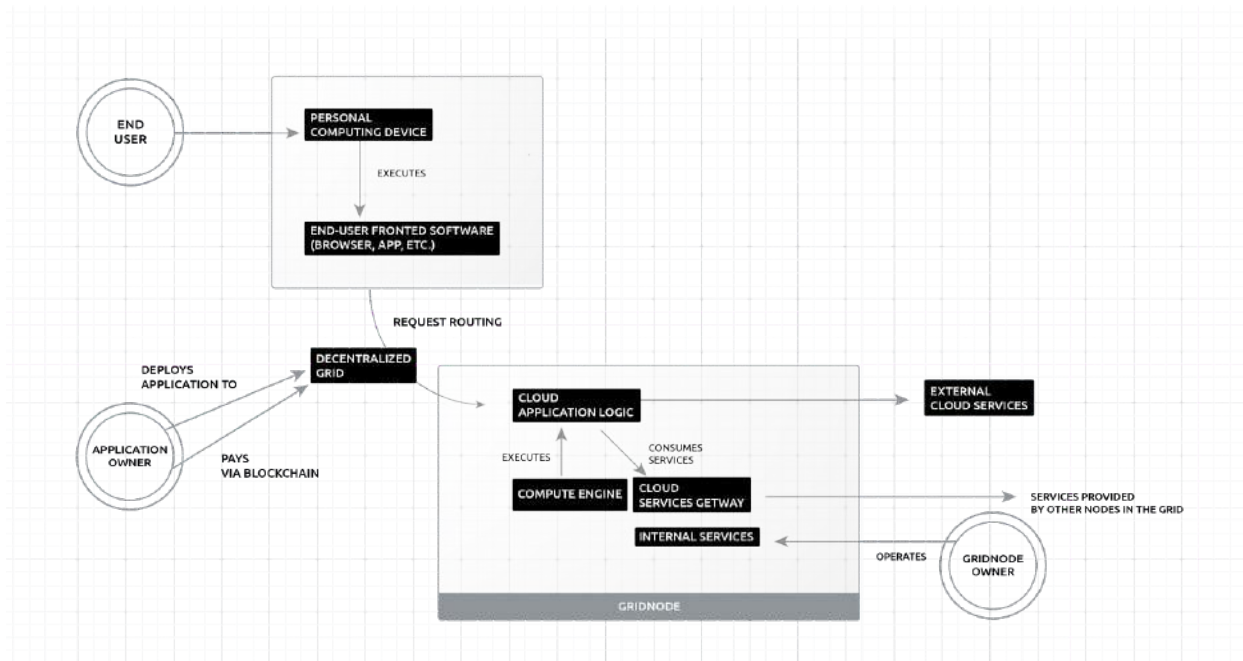 END
USER
PERSONAL
COMPUTING DEVICE
EXECUTES
END-USER FRONTED SOFTWARE
(BROWSER, APP, ETC.)
REQUEST ROUTING
DECENTRALIZED
GRID
DEPLOYS
APPLICATION TO
APPLICATION
OWNER
PAYS
VIA BLOCKCHAIN
CLOUD
APPLICATION LOGIC
EXTERNAL
CLOUD SERVICES
EXECUTES
CONSUMES
SERVICES
COMPUTE ENGINE
CLOUD
SERVICES GETWAY
SERVICES PROVIDED
BY OTHER NODES IN THE GRID
INTERNAL SERVICES
OPERATES
GRIDNODE
OWNER
GRIDNODE